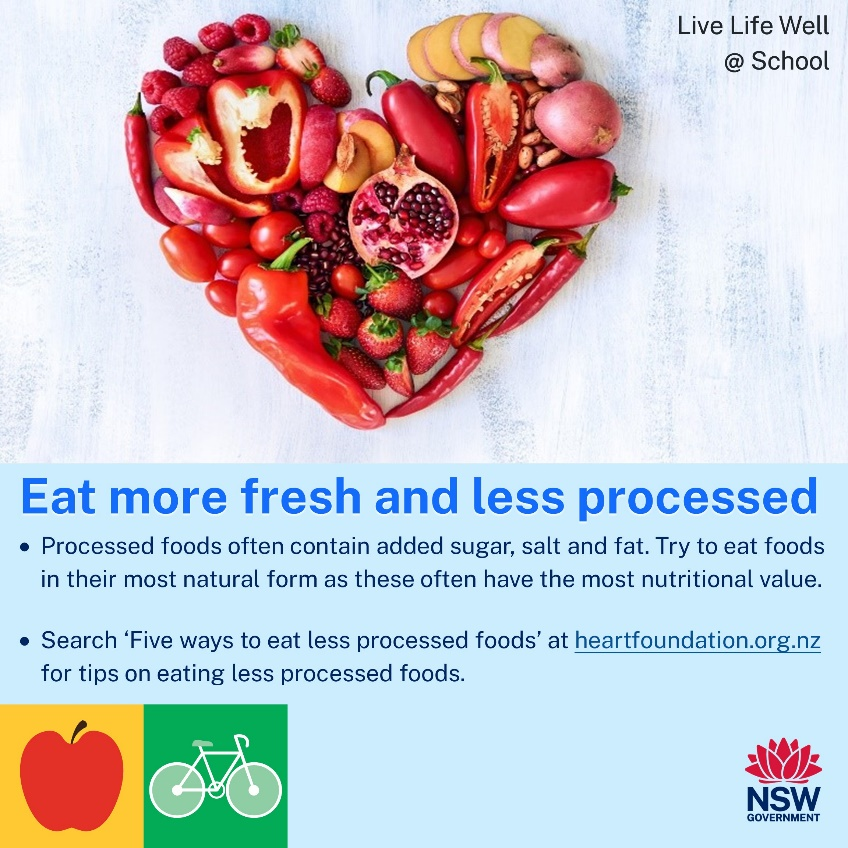 Live Life Well
@ School
Eat more fresh and less processed
• Processed foods often contain added sugar, salt and fat. Try to eat foods
in their most natural form as these often have the most nutritional value.
• Search ‘Five ways to eat less processed foods’ at heartfoundation.org.nz
for tips on eating less processed foods.
NSW
GOVERNMENT